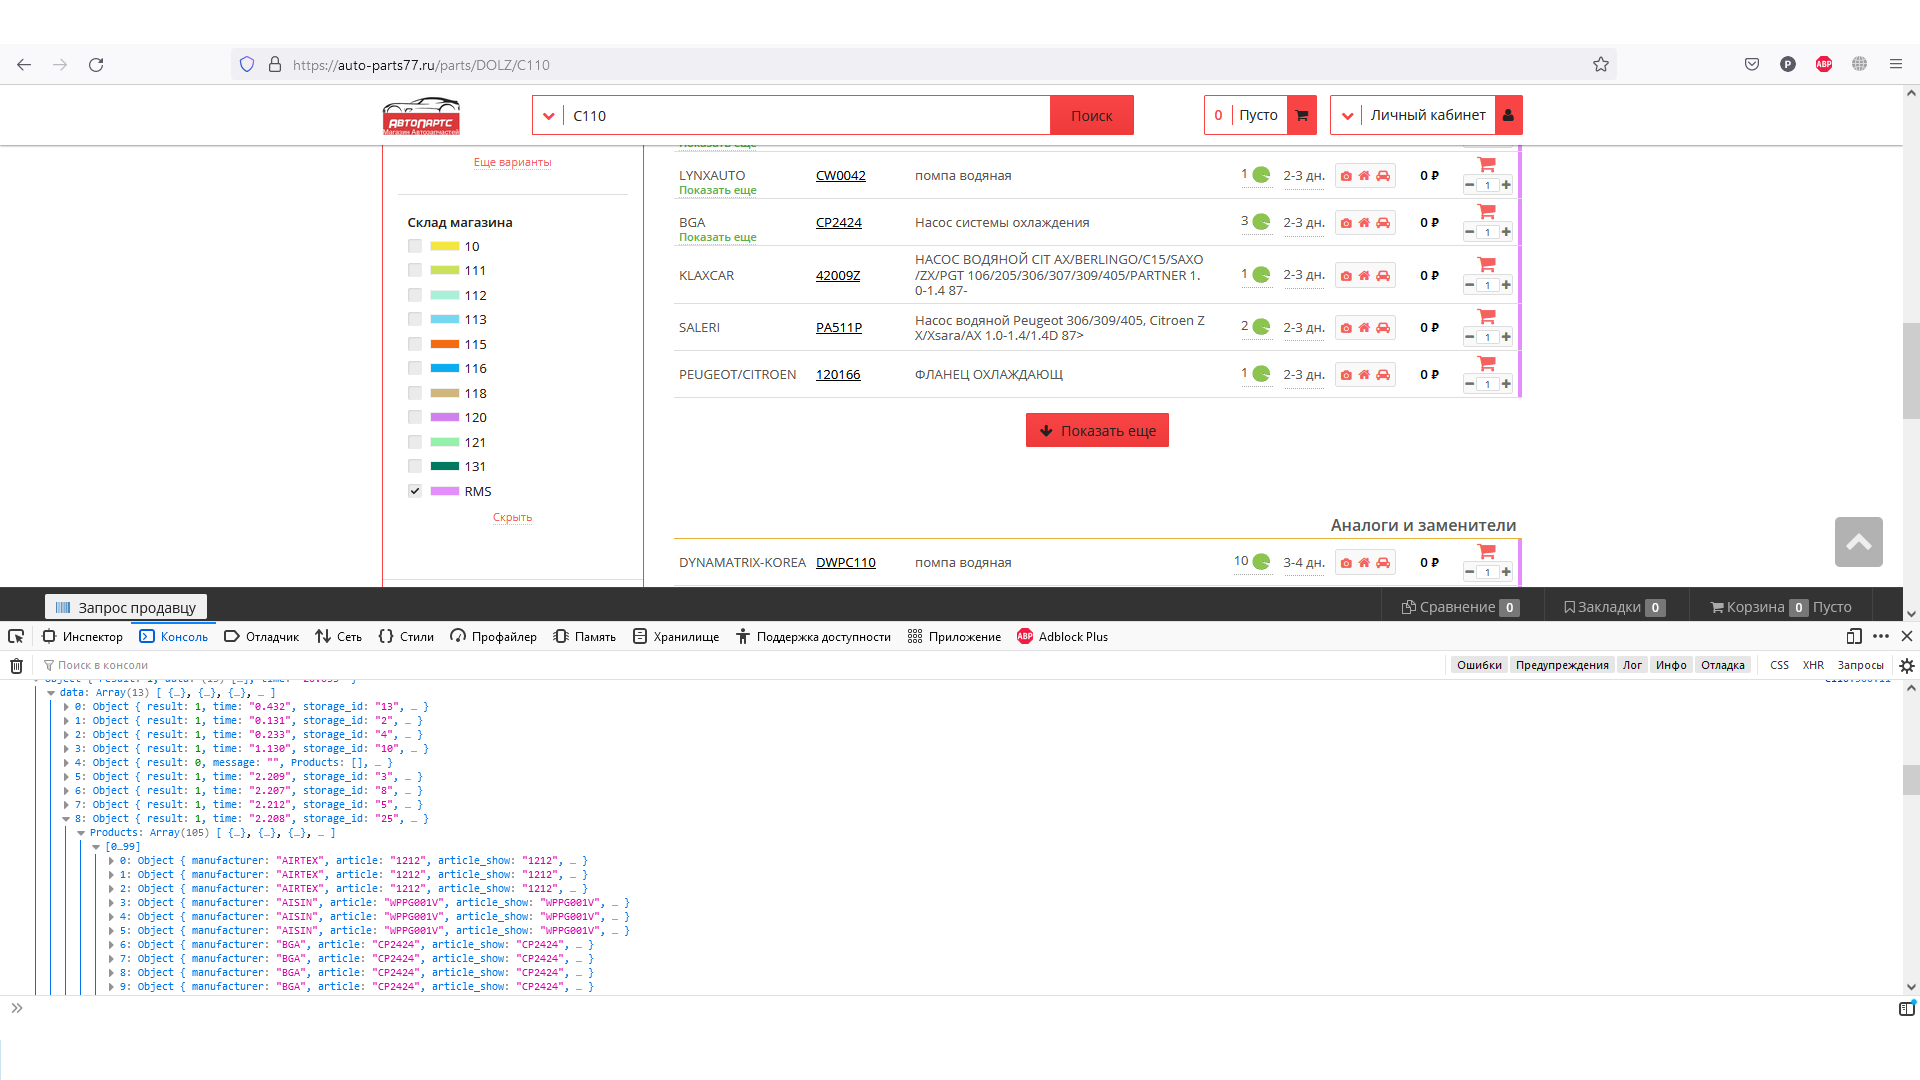 https://auto-parts77.ru/parts/DOLZ/C110
АВТОПАРТС
Магазин Автозапчастей
C110
Поиск
0 Пусто
Личный кабинет
Еще варианты
Склад магазина
10
111
112
113
115
116
118
120
121
131
RMS
Скрыть
Показать еще
LYNXAUTO CW0042 помпа водяная 1 2-3 дн. 0 ₽ 1
Показать еще
BGA CP2424 Насос системы охлаждения 3 2-3 дн. 0 ₽ 1
Показать еще
НАСОС ВОДЯНОЙ CIT AX/BERLINGO/C15/SAXO
KLAXCAR 42009Z /ZX/PGT 106/205/306/307/309/405/PARTNER 1. 1 2-3 дн. 0 ₽ 1
0-1.4 87-
Насос водяной Peugeot 306/309/405, Citroen Z
SALERI PA511P X/Xsara/AX 1.0-1.4/1.4D 87> 2 2-3 дн. 0 ₽ 1
PEUGEOT/CITROEN 120166 ФЛАНЕЦ ОХЛАЖДАЮЩ 1 2-3 дн. 0 ₽ 1
Показать еще
Аналоги и заменители
DYNAMATRIX-KOREA DWPC110 помпа водяная 10 3-4 дн. 0 ₽ 1
Запрос продавцу
Сравнение 0 Закладки 0 Корзина 0 Пусто
Инспектор Консоль Отладчик Сеть Стили Профайлер Память Хранилище Поддержка доступности Приложение ABP Adblock Plus
Поиск в консоли
Ошибки Предупреждения Лог Инфо Отладка CSS XHR Запросы
data: Array(13) [ {…}, {…}, {…}, … ]
0: Object { result: 1, time: "0.432", storage_id: "13", … }
1: Object { result: 1, time: "0.131", storage_id: "2", … }
2: Object { result: 1, time: "0.233", storage_id: "4", … }
3: Object { result: 1, time: "1.130", storage_id: "10", … }
4: Object { result: 0, message: "", Products: [], … }
5: Object { result: 1, time: "2.209", storage_id: "3", … }
6: Object { result: 1, time: "2.207", storage_id: "8", … }
7: Object { result: 1, time: "2.212", storage_id: "5", … }
8: Object { result: 1, time: "2.208", storage_id: "25", … }
Products: Array(105) [ {…}, {…}, {…}, … ]
[0…99]
0: Object { manufacturer: "AIRTEX", article: "1212", article_show: "1212", … }
1: Object { manufacturer: "AIRTEX", article: "1212", article_show: "1212", … }
2: Object { manufacturer: "AIRTEX", article: "1212", article_show: "1212", … }
3: Object { manufacturer: "AISIN", article: "WPPG001V", article_show: "WPPG001V", … }
4: Object { manufacturer: "AISIN", article: "WPPG001V", article_show: "WPPG001V", … }
5: Object { manufacturer: "AISIN", article: "WPPG001V", article_show: "WPPG001V", … }
6: Object { manufacturer: "BGA", article: "CP2424", article_show: "CP2424", … }
7: Object { manufacturer: "BGA", article: "CP2424", article_show: "CP2424", … }
8: Object { manufacturer: "BGA", article: "CP2424", article_show: "CP2424", … }
9: Object { manufacturer: "BGA", article: "CP2424", article_show: "CP2424", … }